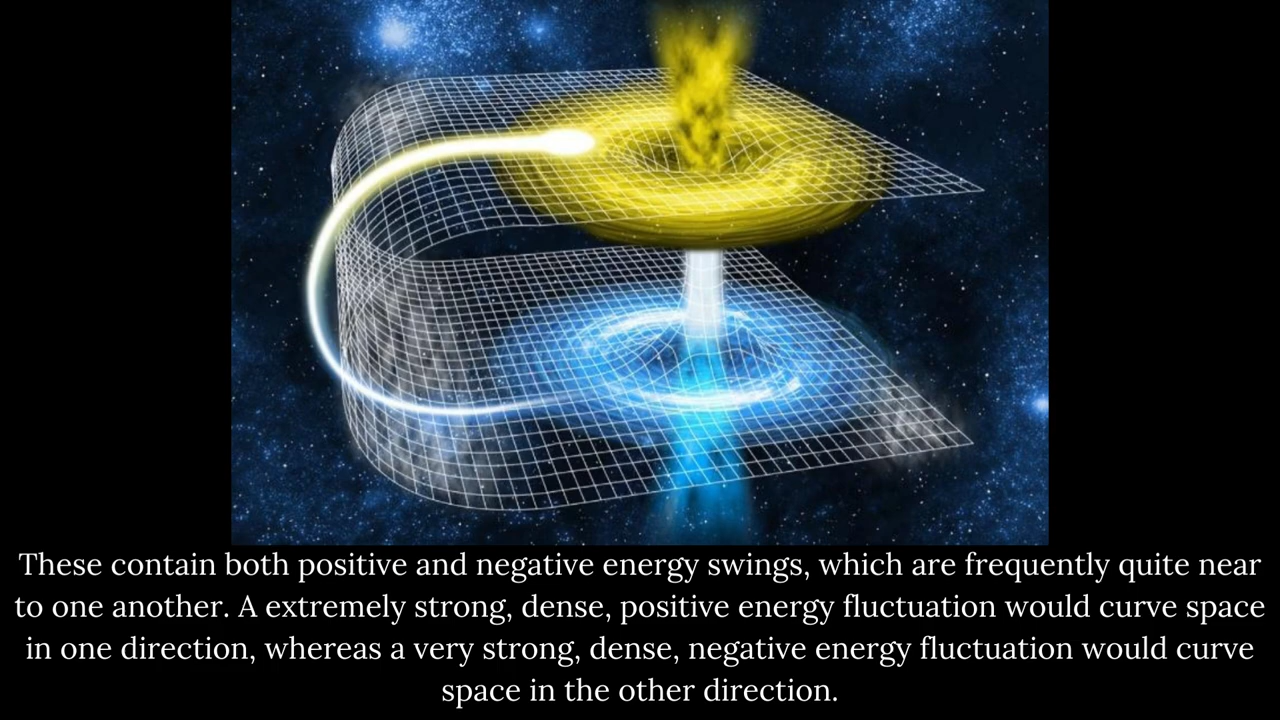 These contain both positive and negative energy swings, which are frequently quite near
to one another. A extremely strong, dense, positive energy fluctuation would curve space
in one direction, whereas a very strong, dense, negative energy fluctuation would curve
space in the other direction.